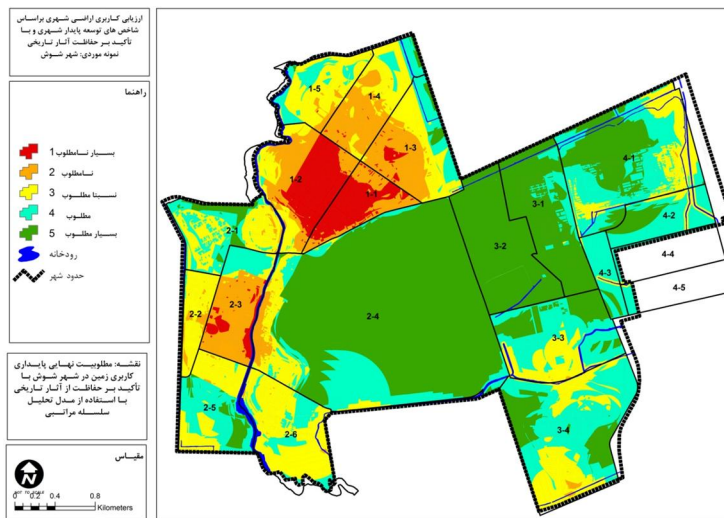 ارزیابی کاربری اراضی شهری براساس
شاخص های توسعه پایدار شهری و با
تأکید بر حفاظت آثار تاریخی
نمونه موردی: شهر شوش
راهنما
1 بسیار نامطلوب
2 نامطلوب
3 نسبتا مطلوب
4 مطلوب
5 بسیار مطلوب
رودخانه
حدود شهر
نقشه: مطلوبیت نهایی پایداری
کاربری زمین در شهر شوش با
تأکید بر حفاظت از آثار تاریخی
با استفاده از مدل تحلیل
سلسله مراتبی
مقیاس
N
0 0.2 0.4 0.8
Kilometers
1-5
1-4
1-3
1-2
1-1
4-1
3-1
4-2
2-1
3-2
4-4
4-3
4-5
2-3
2-2
2-4
3-3
2-5
2-6
3-4